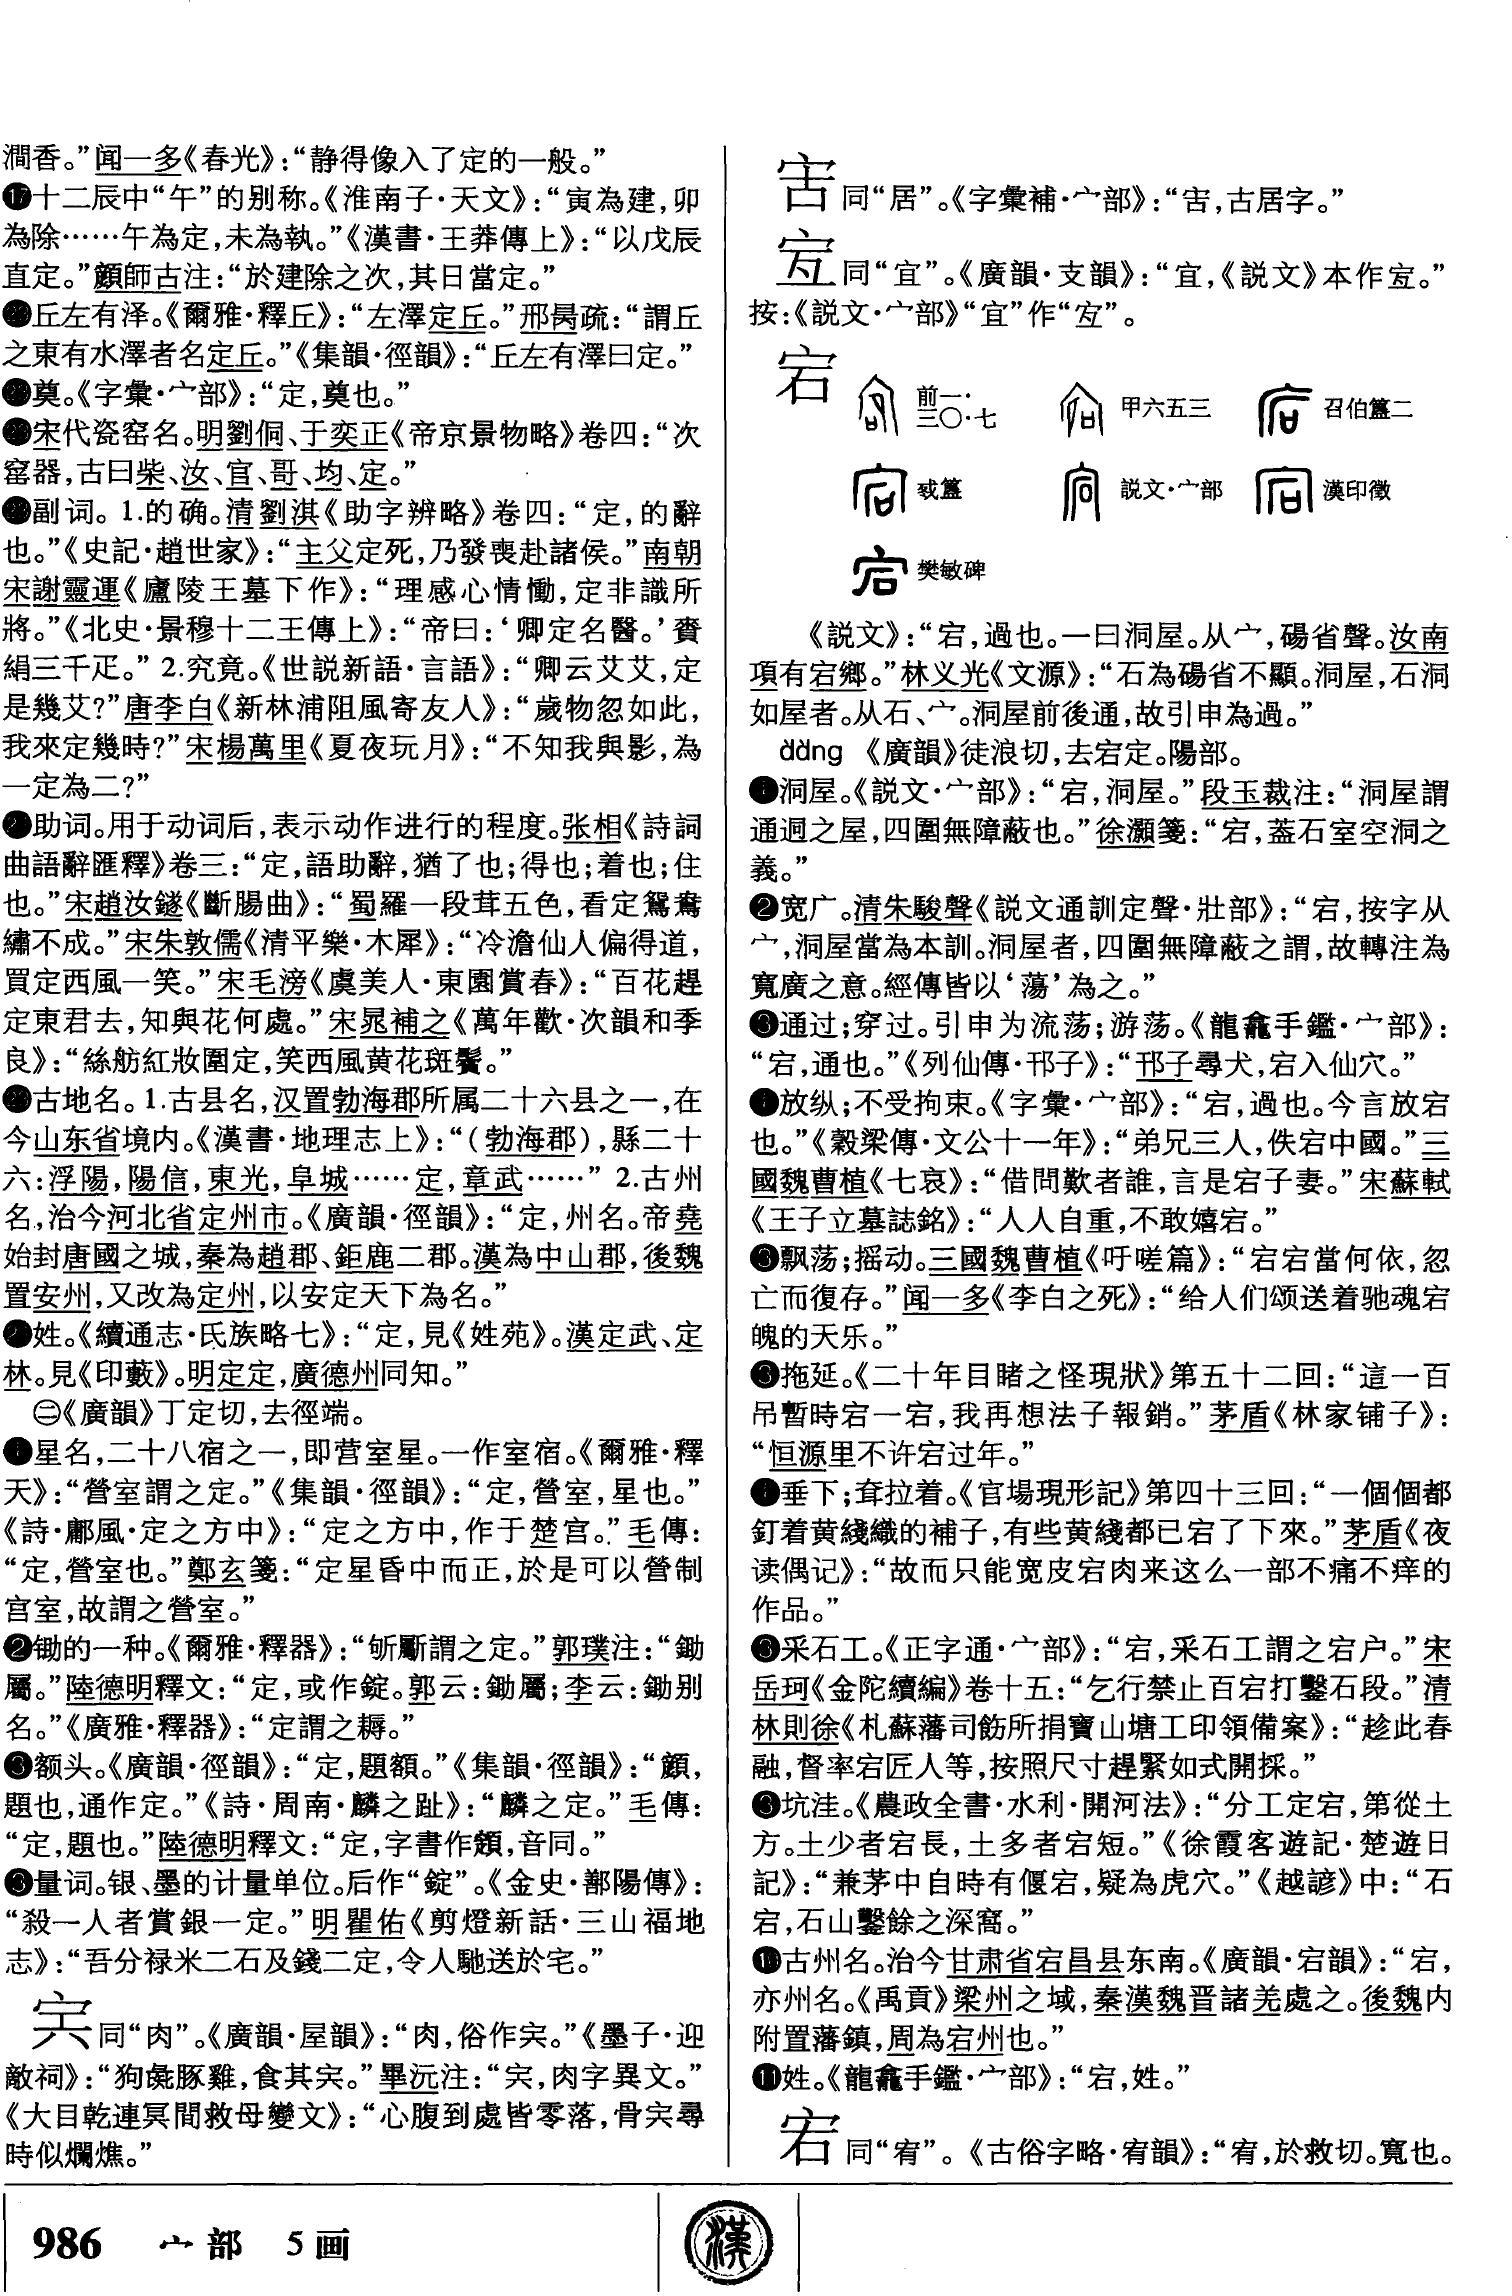 澗香。”闻一多《春光》：“静得像入了定的一般。”
⓱十二辰中“午”的别称。《淮南子·天文》：“寅為建，卯
為除……午為定，未為執。”《漢書·王莽傳上》：“以戊辰
直定。”顔師古注：“於建除之次，其日當定。”
丘左有泽。《爾雅·釋丘》：“左澤定丘。”邢昺疏：“謂丘
之東有水澤者名定丘。”《集韻·徑韻》：“丘左有澤曰定。”
奠。《字彙·宀部》：“定，奠也。”
宋代瓷窑名。明劉侗、于奕正《帝京景物略》卷四：“次
窑器，古曰柴、汝、官、哥、均、定。”
副词。1.的确。清劉淇《助字辨略》卷四：“定，的辭
也。”《史記·趙世家》：“主父定死，乃發喪赴諸侯。”南朝
宋謝靈運《廬陵王墓下作》：“理感心情慟，定非識所
將。”《北史·景穆十二王傳上》：“帝曰：‘卿定名醫。’賚
絹三千疋。” 2.究竟。《世説新語·言語》：“卿云艾艾，定
是幾艾？”唐李白《新林浦阻風寄友人》：“歲物忽如此，
我來定幾時？”宋楊萬里《夏夜玩月》：“不知我與影，為
一定為二？”
助词。用于动词后，表示动作进行的程度。张相《詩詞
曲語辭匯釋》卷三：“定，語助辭，猶了也；得也；着也；住
也。”宋趙汝鐩《斷腸曲》：“蜀羅一段茸五色，看定鴛鴦
繡不成。”宋朱敦儒《清平樂·木犀》：“冷澹仙人偏得道，
買定西風一笑。”宋毛滂《虞美人·東園賞春》：“百花趕
定東君去，知與花何處。”宋晁補之《萬年歡·次韻和季
良》：“絲舫紅妝圍定，笑西風黄花斑鬢。”
古地名。1.古县名，汉置勃海郡所属二十六县之一，在
今山东省境内。《漢書·地理志上》：“（勃海郡），縣二十
六：浮陽，陽信，東光，阜城……定，章武……” 2.古州
名，治今河北省定州市。《廣韻·徑韻》：“定，州名。帝堯
始封唐國之城，秦為趙郡、鉅鹿二郡。漢為中山郡，後魏
置安州，又改為定州，以安定天下為名。”
姓。《續通志·氏族略七》：“定，見《姓苑》。漢定武、定
林。見《印藪》。明定定，廣德州同知。”
㊁《廣韻》丁定切，去徑端。
❶星名，二十八宿之一，即营室星。一作室宿。《爾雅·釋
天》：“營室謂之定。”《集韻·徑韻》：“定，營室，星也。”
《詩·鄘風·定之方中》：“定之方中，作于楚宫。”毛傳：
“定，營室也。”鄭玄箋：“定星昏中而正，於是可以營制
宫室，故謂之營室。”
❷锄的一种。《爾雅·釋器》：“斪斸謂之定。”郭璞注：“鋤
屬。”陸德明釋文：“定，或作錠。郭云：鋤屬；李云：鋤别
名。”《廣雅·釋器》：“定謂之耨。”
❸额头。《廣韻·徑韻》：“定，題額。”《集韻·徑韻》：“顁，
題也，通作定。”《詩·周南·麟之趾》：“麟之定。”毛傳：
“定，題也。”陸德明釋文：“定，字書作顁，音同。”
❸量词。银、墨的计量单位。后作“錠”。《金史·鄯陽傳》：
“殺一人者賞銀一定。”明瞿佑《剪燈新話·三山福地
志》：“吾分禄米二石及錢二定，令人馳送於宅。”
宍同“肉”。《廣韻·屋韻》：“肉，俗作宍。”《墨子·迎
敵祠》：“狗彘豚雞，食其宍。”畢沅注：“宍，肉字異文。”
《大目乾連冥間救母變文》：“心腹到處皆零落，骨宍尋
時似爛燋。”
同“居”。《字彙補·宀部》：“㝒，古居字。”
同“宜”。《廣韻·支韻》：“宜，《説文》本作宐。”
按：《説文·宀部》“宜”作“宐”。
宕
前一·三〇·七 甲六五三 召伯簋二
㦰簋 説文·宀部 漢印徵
樊敏碑
《説文》：“宕，過也。一曰洞屋。从宀，碭省聲。汝南
項有宕鄉。”林义光《文源》：“石為碭省不顯。洞屋，石洞
如屋者。从石、宀。洞屋前後通，故引申為過。”
dàng 《廣韻》徒浪切，去宕定。陽部。
❶洞屋。《説文·宀部》：“宕，洞屋。”段玉裁注：“洞屋謂
通迵之屋，四圍無障蔽也。”徐灝箋：“宕，蓋石室空洞之
義。”
❷宽广。清朱駿聲《説文通訓定聲·壯部》：“宕，按字从
宀，洞屋當為本訓。洞屋者，四圍無障蔽之謂，故轉注為
寬廣之意。經傳皆以‘蕩’為之。”
❸通过；穿过。引申为流荡；游荡。《龍龕手鑑·宀部》：
“宕，通也。”《列仙傳·邗子》：“邗子尋犬，宕入仙穴。”
放纵；不受拘束。《字彙·宀部》：“宕，過也。今言放宕
也。”《穀梁傳·文公十一年》：“弟兄三人，佚宕中國。”三
國魏曹植《七哀》：“借問歎者誰，言是宕子妻。”宋蘇軾
《王子立墓誌銘》：“人人自重，不敢嬉宕。”
❸飘荡；摇动。三國魏曹植《吁嗟篇》：“宕宕當何依，忽
亡而復存。”闻一多《李白之死》：“给人们颂送着驰魂宕
魄的天乐。”
❸拖延。《二十年目睹之怪現狀》第五十二回：“這一百
吊暫時宕一宕，我再想法子報銷。”茅盾《林家铺子》：
“恒源里不许宕过年。”
垂下；耷拉着。《官場現形記》第四十三回：“一個個都
釘着黄綫織的補子，有些黄綫都已宕了下來。”茅盾《夜
读偶记》：“故而只能宽皮宕肉来这么一部不痛不痒的
作品。”
❸采石工。《正字通·宀部》：“宕，采石工謂之宕户。”宋
岳珂《金陀續編》卷十五：“乞行禁止百宕打鑿石段。”清
林則徐《札蘇藩司飭所捐寶山塘工印領備案》：“趁此春
融，督率宕匠人等，按照尺寸趕緊如式開採。”
❸坑洼。《農政全書·水利·開河法》：“分工定宕，第從土
方。土少者宕長，土多者宕短。”《徐霞客遊記·楚遊日
記》：“兼茅中自時有偃宕，疑為虎穴。”《越諺》中：“石
宕，石山鑿餘之深窩。”
❿古州名。治今甘肃省宕昌县东南。《廣韻·宕韻》：“宕，
亦州名。《禹貢》梁州之域，秦漢魏晋諸羌處之。後魏内
附置藩鎮，周為宕州也。”
⓫姓。《龍龕手鑑·宀部》：“宕，姓。”
同“宥”。《古俗字略·宥韻》：“宥，於救切。寬也。
986 宀部 5画
漢